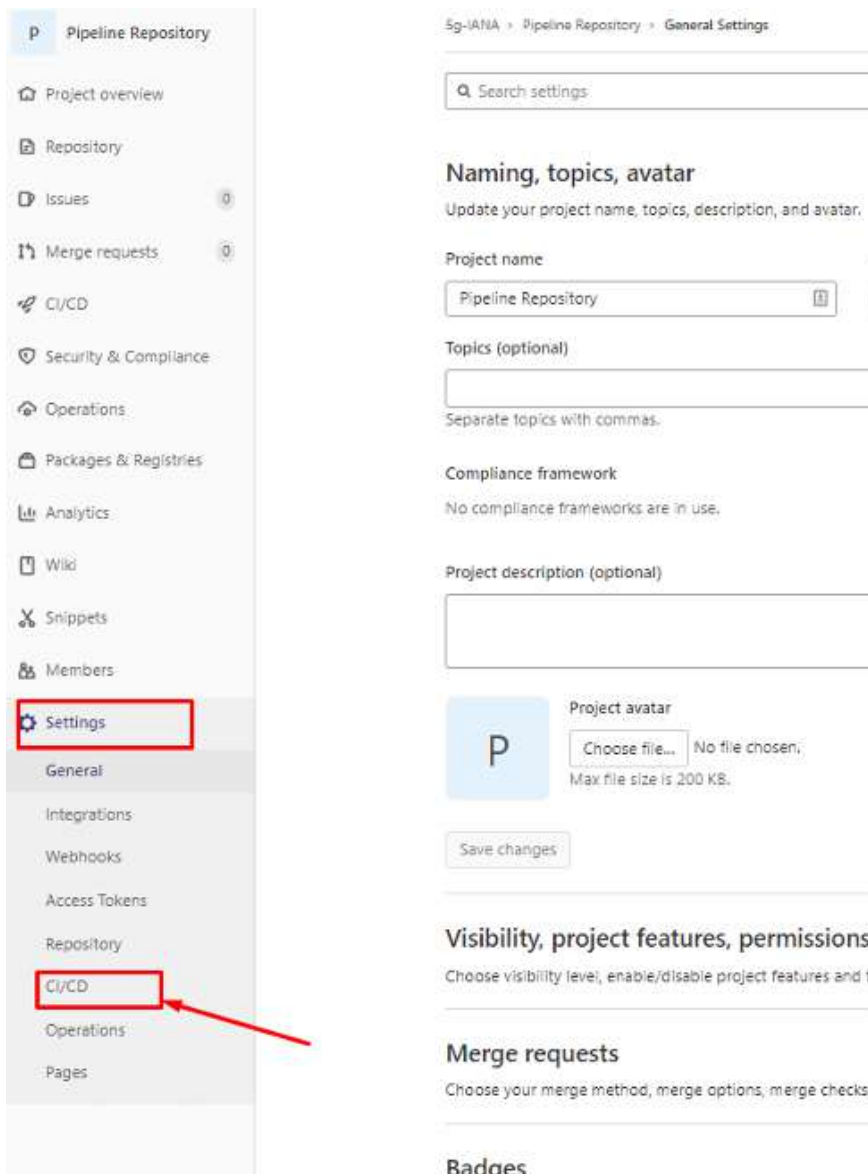 P Pipeline Repository
Project overview
Repository
Issues 0
Merge requests 0
CI/CD
Security & Compliance
Operations
Packages & Registries
Analytics
Wiki
Snippets
Members
Settings
General
Integrations
Webhooks
Access Tokens
Repository
CI/CD
Operations
Pages
5g-IANA > Pipeline Repository > General Settings
Search settings
Naming, topics, avatar
Update your project name, topics, description, and avatar.
Project name
Pipeline Repository
Topics (optional)
Separate topics with commas.
Compliance framework
No compliance frameworks are in use.
Project description (optional)
P
Project avatar
Choose file... No file chosen.
Max file size is 200 KB.
Save changes
Visibility, project features, permissions
Choose visibility level, enable/disable project features and
Merge requests
Choose your merge method, merge options, merge checks
Badges